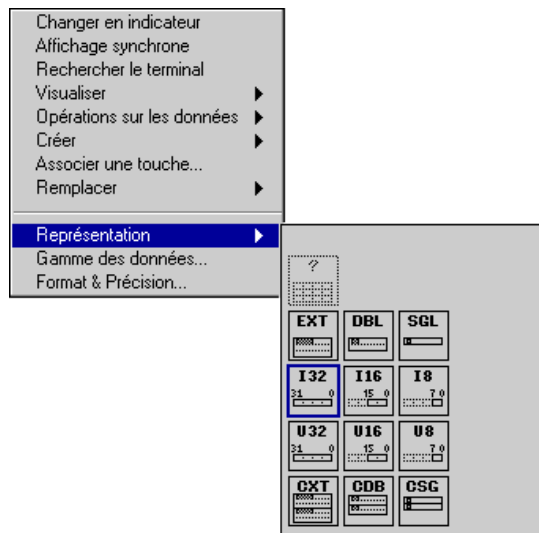 Changer en indicateur
Affichage synchrone
Rechercher le terminal
Visualiser
Opérations sur les données
Créer
Associer une touche...
Remplacer
Représentation
Gamme des données...
Format & Précision...
?
EXT DBL SGL
I32 I16 I8
31 0 15 0 7 0
U32 U16 U8
31 0 15 0 7 0
CXT CDB CSG